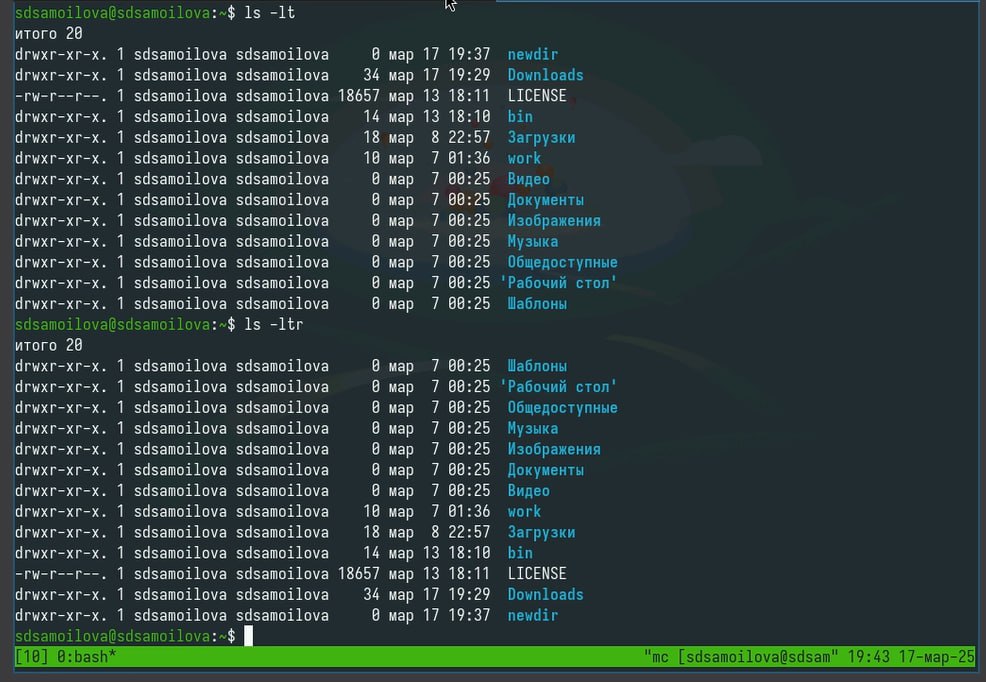 sdsamoilova@sdsamoilova:~$ ls -lt
итого 20
drwxr-xr-x. 1 sdsamoilova sdsamoilova     0 мар 17 19:37  newdir
drwxr-xr-x. 1 sdsamoilova sdsamoilova    34 мар 17 19:29  Downloads
-rw-r--r--. 1 sdsamoilova sdsamoilova 18657 мар 13 18:11  LICENSE
drwxr-xr-x. 1 sdsamoilova sdsamoilova    14 мар 13 18:10  bin
drwxr-xr-x. 1 sdsamoilova sdsamoilova    18 мар  8 22:57  Загрузки
drwxr-xr-x. 1 sdsamoilova sdsamoilova    10 мар  7 01:36  work
drwxr-xr-x. 1 sdsamoilova sdsamoilova     0 мар  7 00:25  Видео
drwxr-xr-x. 1 sdsamoilova sdsamoilova     0 мар  7 00:25  Документы
drwxr-xr-x. 1 sdsamoilova sdsamoilova     0 мар  7 00:25  Изображения
drwxr-xr-x. 1 sdsamoilova sdsamoilova     0 мар  7 00:25  Музыка
drwxr-xr-x. 1 sdsamoilova sdsamoilova     0 мар  7 00:25  Общедоступные
drwxr-xr-x. 1 sdsamoilova sdsamoilova     0 мар  7 00:25 'Рабочий стол'
drwxr-xr-x. 1 sdsamoilova sdsamoilova     0 мар  7 00:25  Шаблоны
sdsamoilova@sdsamoilova:~$ ls -ltr
итого 20
drwxr-xr-x. 1 sdsamoilova sdsamoilova     0 мар  7 00:25  Шаблоны
drwxr-xr-x. 1 sdsamoilova sdsamoilova     0 мар  7 00:25 'Рабочий стол'
drwxr-xr-x. 1 sdsamoilova sdsamoilova     0 мар  7 00:25  Общедоступные
drwxr-xr-x. 1 sdsamoilova sdsamoilova     0 мар  7 00:25  Музыка
drwxr-xr-x. 1 sdsamoilova sdsamoilova     0 мар  7 00:25  Изображения
drwxr-xr-x. 1 sdsamoilova sdsamoilova     0 мар  7 00:25  Документы
drwxr-xr-x. 1 sdsamoilova sdsamoilova     0 мар  7 00:25  Видео
drwxr-xr-x. 1 sdsamoilova sdsamoilova    10 мар  7 01:36  work
drwxr-xr-x. 1 sdsamoilova sdsamoilova    18 мар  8 22:57  Загрузки
drwxr-xr-x. 1 sdsamoilova sdsamoilova    14 мар 13 18:10  bin
-rw-r--r--. 1 sdsamoilova sdsamoilova 18657 мар 13 18:11  LICENSE
drwxr-xr-x. 1 sdsamoilova sdsamoilova    34 мар 17 19:29  Downloads
drwxr-xr-x. 1 sdsamoilova sdsamoilova     0 мар 17 19:37  newdir
sdsamoilova@sdsamoilova:~$
[10] 0:bash* "mc [sdsamoilova@sdsam" 19:43 17-мар-25